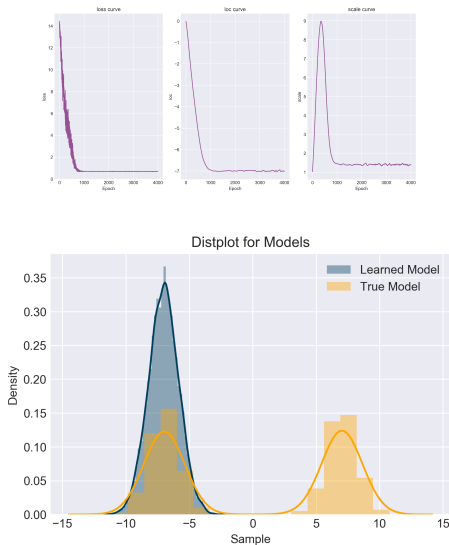 loss curve
14
12
10
8
6
4
2
0
loss
0 1000 2000 3000 4000
Epoch
loc curve
0
−1
−2
−3
−4
−5
−6
−7
loc
0 1000 2000 3000 4000
Epoch
scale curve
9
8
7
6
5
4
3
2
1
scale
0 1000 2000 3000 4000
Epoch
Distplot for Models
Learned Model
True Model
0.35
0.30
0.25
0.20
0.15
0.10
0.05
0.00
Density
−15 −10 −5 0 5 10 15
Sample